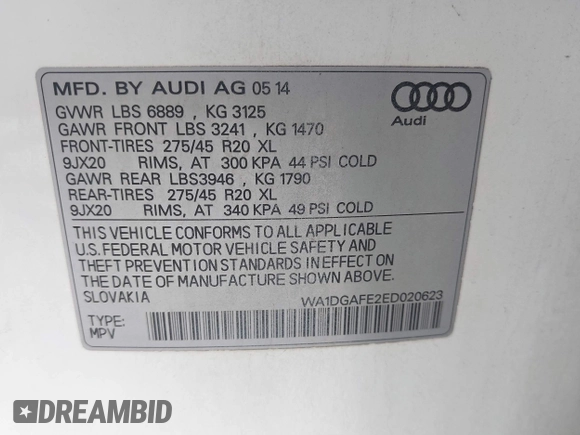 MFD. BY AUDI AG 05 14
GVWR LBS 6889 , KG 3125
GAWR FRONT LBS 3241 , KG 1470
FRONT-TIRES 275/45 R20 XL
9JX20 RIMS, AT 300 KPA 44 PSI COLD
GAWR REAR LBS3946 , KG 1790
REAR-TIRES 275/45 R20 XL
9JX20 RIMS, AT 340 KPA 49 PSI COLD
Audi
THIS VEHICLE CONFORMS TO ALL APPLICABLE
U.S. FEDERAL MOTOR VEHICLE SAFETY AND
THEFT PREVENTION STANDARDS IN EFFECT ON
THE DATE OF MANUFACTURE SHOWN ABOVE.
SLOVAKIA WA1DGAFE2ED020623
TYPE:
MPV
DREAMBID